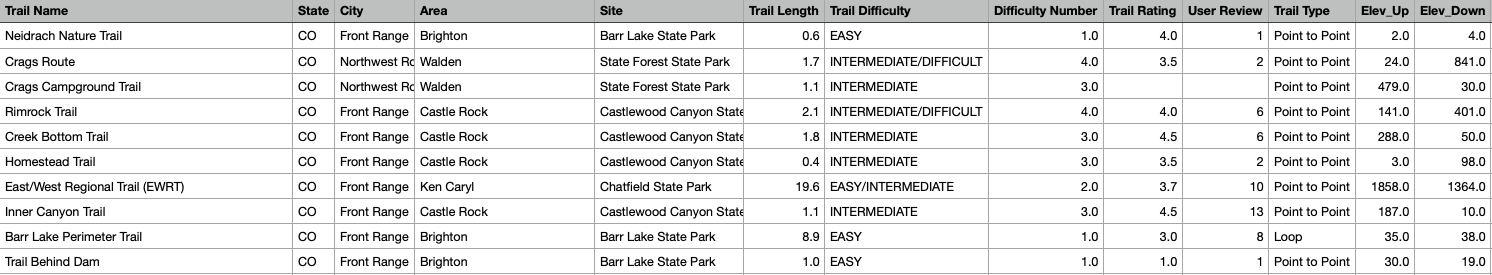 Trail Name State City Area Site Trail Length Trail Difficulty Difficulty Number Trail Rating User Review Trail Type Elev_Up Elev_Down
Neidrach Nature Trail CO Front Range Brighton Barr Lake State Park 0.6 EASY 1.0 4.0 1 Point to Point 2.0 4.0
Crags Route CO Northwest Rc Walden State Forest State Park 1.7 INTERMEDIATE/DIFFICULT 4.0 3.5 2 Point to Point 24.0 841.0
Crags Campground Trail CO Northwest Rc Walden State Forest State Park 1.1 INTERMEDIATE 3.0 Point to Point 479.0 30.0
Rimrock Trail CO Front Range Castle Rock Castlewood Canyon State 2.1 INTERMEDIATE/DIFFICULT 4.0 4.0 6 Point to Point 141.0 401.0
Creek Bottom Trail CO Front Range Castle Rock Castlewood Canyon State 1.8 INTERMEDIATE 3.0 4.5 6 Point to Point 288.0 50.0
Homestead Trail CO Front Range Castle Rock Castlewood Canyon State 0.4 INTERMEDIATE 3.0 3.5 2 Point to Point 3.0 98.0
East/West Regional Trail (EWRT) CO Front Range Ken Caryl Chatfield State Park 19.6 EASY/INTERMEDIATE 2.0 3.7 10 Point to Point 1858.0 1364.0
Inner Canyon Trail CO Front Range Castle Rock Castlewood Canyon State 1.1 INTERMEDIATE 3.0 4.5 13 Point to Point 187.0 10.0
Barr Lake Perimeter Trail CO Front Range Brighton Barr Lake State Park 8.9 EASY 1.0 3.0 8 Loop 35.0 38.0
Trail Behind Dam CO Front Range Brighton Barr Lake State Park 1.0 EASY 1.0 1.0 1 Point to Point 30.0 19.0